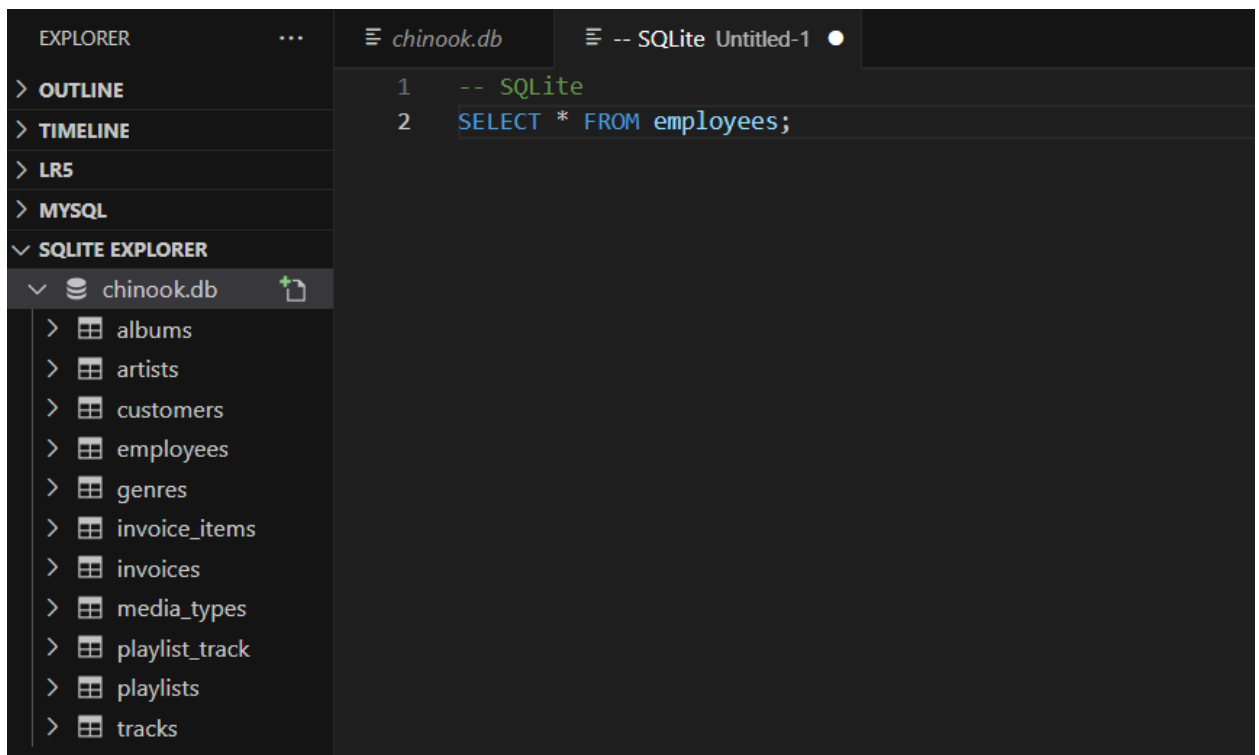 EXPLORER ...
OUTLINE
TIMELINE
LR5
MYSQL
SQLITE EXPLORER
chinook.db
albums
artists
customers
employees
genres
invoice_items
invoices
media_types
playlist_track
playlists
tracks
chinook.db -- SQLite Untitled-1
1 -- SQLite
2 SELECT * FROM employees;